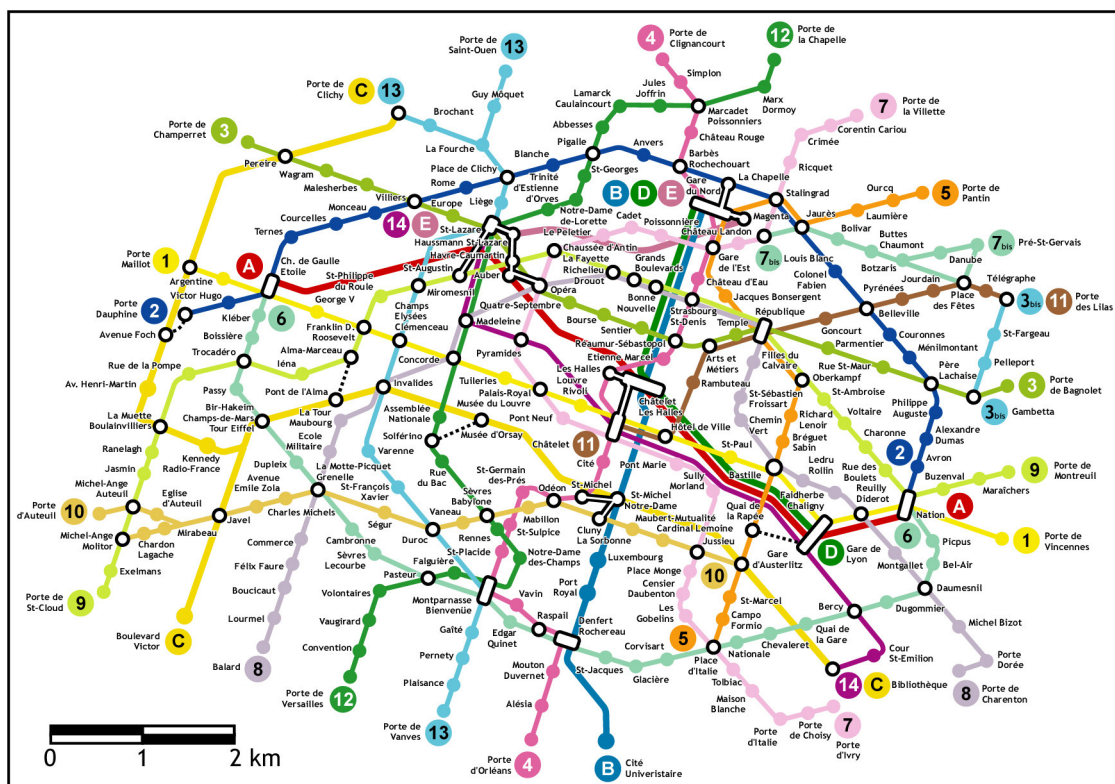 Porte de
Saint-Ouen
13
4
Porte de
Clignancourt
12
Porte de
la Chapelle
Porte de
Clichy
C
13
Guy Môquet
Simplon
Jules
Joffrin
Lamarck
Caulaincourt
Marx
Dormoy
7
Porte de
la Villette
Porte de
Champerret
3
Brochant
Abbesses
Marcadet
Poissonniers
Corentin Cariou
Crimée
La Fourche
Pigalle
Château Rouge
Pereire
Wagram
Malesherbes
Place de Clichy
Blanche
Anvers
Barbès
Rochechouart
Ricquet
Villiers
Rome
Trinité
d'Estienne
d'Orves
St-Georges
Gare
du Nord
La Chapelle
Stalingrad
Ourcq
5
Porte de
Pantin
Monceau
Europe
Liège
B
D
E
Courcelles
14
E
St-Lazare
Notre-Dame
de-Lorette
Cadet
Poissonnière
Magenta
Jaurès
Laumière
Ternes
Le Peletier
Château Landon
Bolivar
Buttes
Chaumont
7bis
Pré-St-Gervais
Haussmann St-Lazare
Havre-Caumartin
Chaussée d'Antin
La Fayette
Gare
de l'Est
7bis
Louis Blanc
Botzaris
Danube
Porte
Maillot
1
Argentine
A
Ch. de Gaulle
Etoile
St-Philippe
du Roule
St-Augustin
Auber
Opéra
Richelieu
Drouot
Grands
Boulevards
Château d'Eau
Colonel
Fabien
Jourdain
Télégraphe
Porte
Dauphine
2
Victor Hugo
George V
Miromesnil
Quatre-Septembre
Bonne
Nouvelle
Jacques Bonsergent
Pyrénées
Place
des Fêtes
3bis
11
Porte
des Lilas
Kléber
6
Champs
Elysées
Clémenceau
Madeleine
Bourse
Strasbourg
St-Denis
République
Belleville
Avenue Foch
Boissière
Franklin D.
Roosevelt
Sentier
Temple
Goncourt
Couronnes
St-Fargeau
Trocadéro
Alma-Marceau
Concorde
Pyramides
Réaumur-Sébastopol
Parmentier
Ménilmontant
Rue de la Pompe
Iéna
Etienne Marcel
Arts et
Métiers
Filles du
Calvaire
Pelleport
Av. Henri-Martin
Passy
Pont de l'Alma
Invalides
Tuileries
Palais-Royal
Musée du Louvre
Louvre
Rivoli
Les Halles
Rambuteau
Oberkampf
Rue St-Maur
Père
Lachaise
3
Porte de
Bagnolet
La Muette
Boulainvilliers
Bir-Hakeim
Champs-de-Mars
Tour Eiffel
La Tour
Maubourg
Assemblée
Nationale
Pont Neuf
Châtelet
Les Halles
St-Sébastien
Froissart
St-Ambroise
3bis
Gambetta
Ranelagh
Ecole
Militaire
Solférino
Musée d'Orsay
Châtelet
11
Hôtel de Ville
Chemin
Vert
Richard
Lenoir
Voltaire
Philippe
Auguste
Alexandre
Dumas
Kennedy
Radio-France
Varenne
Cité
St-Paul
Bréguet
Sabin
Charonne
2
Jasmin
Dupleix
La Motte-Picquet
Grenelle
Rue
du Bac
St-Germain
des-Prés
Pont Marie
Sully
Morland
Bastille
Ledru
Rollin
Rue des
Boulets
Avron
Buzenval
9
Porte de
Montreuil
Michel-Ange
Auteuil
Eglise
d'Auteuil
Avenue
Emile Zola
St-François
Xavier
Sèvres
Babylone
Odéon
St-Michel
St-Michel
Notre-Dame
Faidherbe
Chaligny
Reuilly
Diderot
Maraîchers
Porte
d'Auteuil
10
Charles Michels
Vaneau
Mabillon
St-Sulpice
Maubert-Mutualité
Quai de
la Rapée
Nation
A
Michel-Ange
Molitor
Chardon
Lagache
Mirabeau
Javel
Ségur
Rennes
Cluny
La Sorbonne
Cardinal Lemoine
6
1
Porte de
Vincennes
Commerce
Cambronne
Duroc
St-Placide
Notre-Dame
des-Champs
Luxembourg
Jussieu
D
Gare de
Lyon
Picpus
Exelmans
Félix Faure
Sèvres
Lecourbe
Falguière
Place Monge
10
Gare
d'Austerlitz
Montgallet
Bel-Air
Porte de
St-Cloud
9
Boucicaut
Pasteur
Vavin
Port
Royal
Censier
Daubenton
Daumesnil
Volontaires
Montparnasse
Bienvenüe
Raspail
Denfert
Rochereau
Les
Gobelins
St-Marcel
Bercy
Dugommier
Boulevard
Victor
C
Lourmel
Vaugirard
Gaîté
Edgar
Quinet
Corvisart
5
Campo
Formio
Quai de
la Gare
Michel Bizot
Balard
8
Convention
Pernety
Mouton
Duvernet
St-Jacques
Glacière
Place
d'Italie
Nationale
Chevaleret
Cour
St-Emilion
Porte
Dorée
Porte de
Versailles
12
Plaisance
Alésia
Tolbiac
14
C
Bibliothèque
8
Porte de
Charenton
Porte de
Vanves
13
Maison
Blanche
Porte
d'Italie
Porte
de Choisy
7
Porte
d'Ivry
4
Porte
d'Orléans
B
Cité
Univeristaire
0
1
2 km